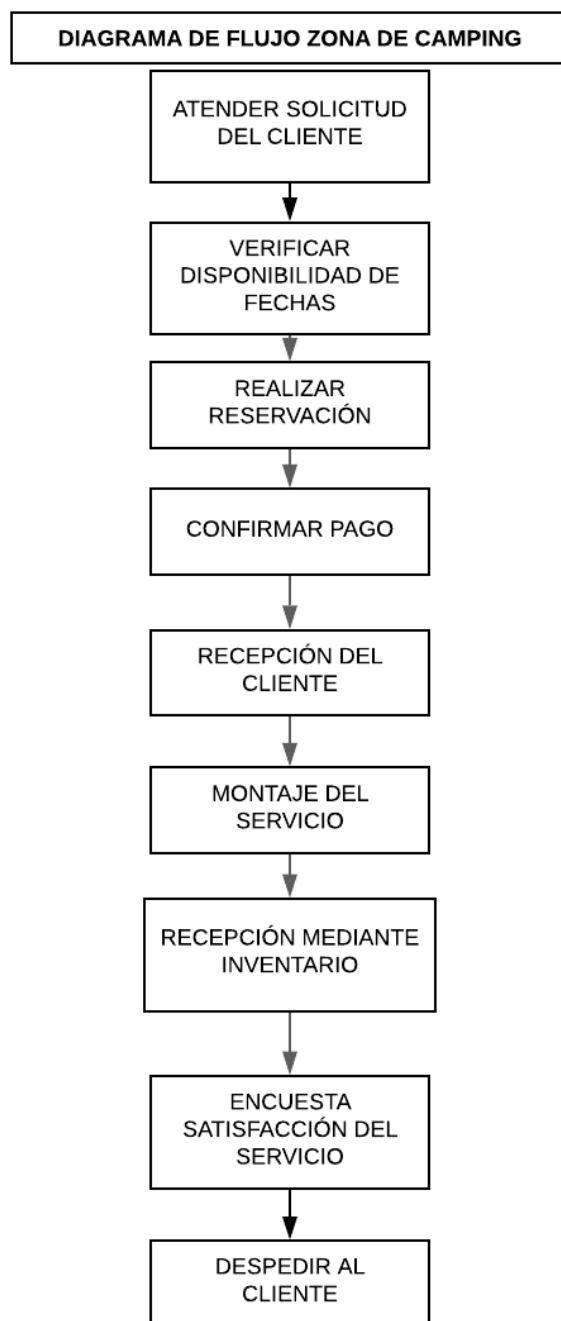 DIAGRAMA DE FLUJO ZONA DE CAMPING
ATENDER SOLICITUD
DEL CLIENTE
VERIFICAR
DISPONIBILIDAD DE
FECHAS
REALIZAR
RESERVACIÓN
CONFIRMAR PAGO
RECEPCIÓN DEL
CLIENTE
MONTAJE DEL
SERVICIO
RECEPCIÓN MEDIANTE
INVENTARIO
ENCUESTA
SATISFACCIÓN DEL
SERVICIO
DESPEDIR AL
CLIENTE